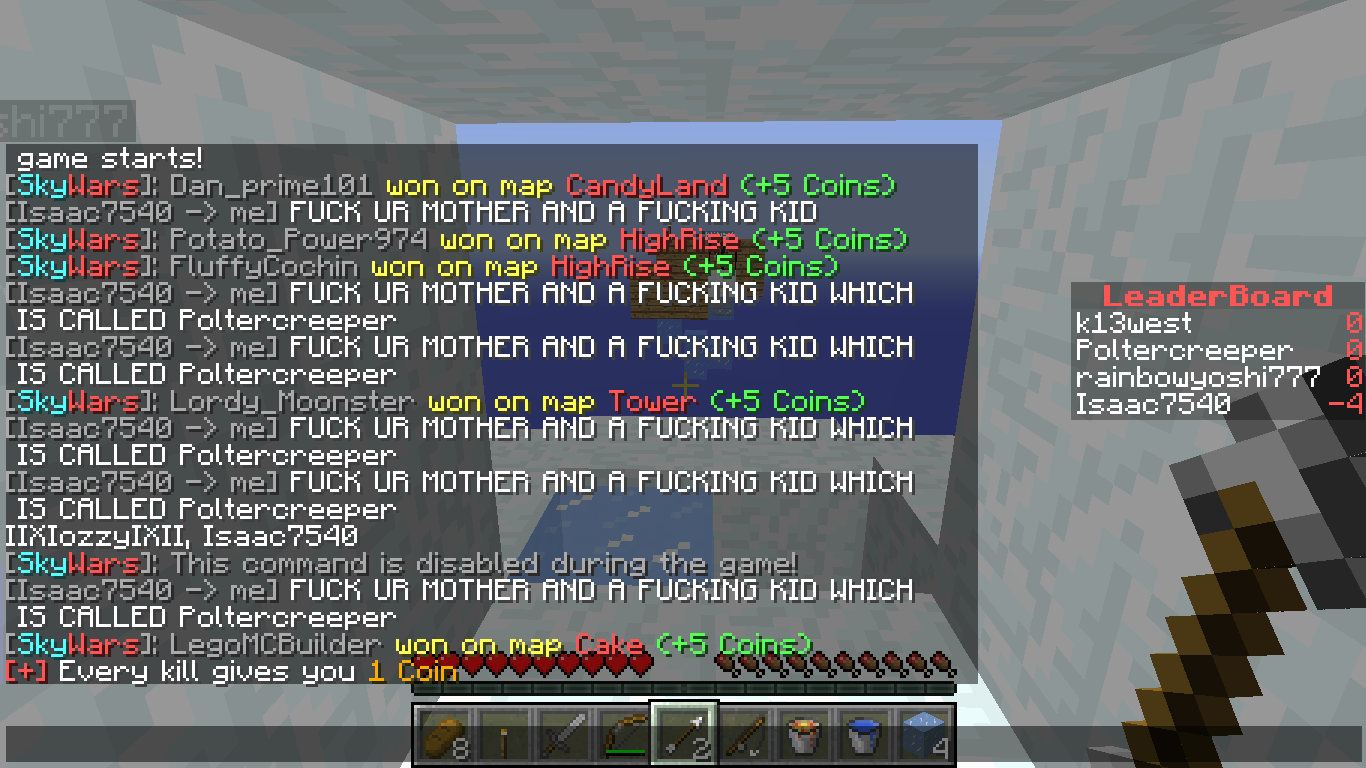 shi777
game starts!
[SkyWars]: Dan_prime101 won on map CandyLand (+5 Coins)
[Isaac7540 -> me] FUCK UR MOTHER AND A FUCKING KID
[SkyWars]: Potato_Power974 won on map HighRise (+5 Coins)
[SkyWars]: FluffyCochin won on map HighRise (+5 Coins)
[Isaac7540 -> me] FUCK UR MOTHER AND A FUCKING KID WHICH
IS CALLED Poltercreeper
[Isaac7540 -> me] FUCK UR MOTHER AND A FUCKING KID WHICH
IS CALLED Poltercreeper
[SkyWars]: Lordy_Moonster won on map Tower (+5 Coins)
[Isaac7540 -> me] FUCK UR MOTHER AND A FUCKING KID WHICH
IS CALLED Poltercreeper
[Isaac7540 -> me] FUCK UR MOTHER AND A FUCKING KID WHICH
IS CALLED Poltercreeper
IIXIozzyIXII, Isaac7540
[SkyWars]: This command is disabled during the game!
[Isaac7540 -> me] FUCK UR MOTHER AND A FUCKING KID WHICH
IS CALLED Poltercreeper
[SkyWars]: LegoMCBuilder won on map Cake (+5 Coins)
[+] Every kill gives you 1 Coin
LeaderBoard
k13west 0
Poltercreeper 0
rainbowyoshi777 0
Isaac7540 -4
8 2 4